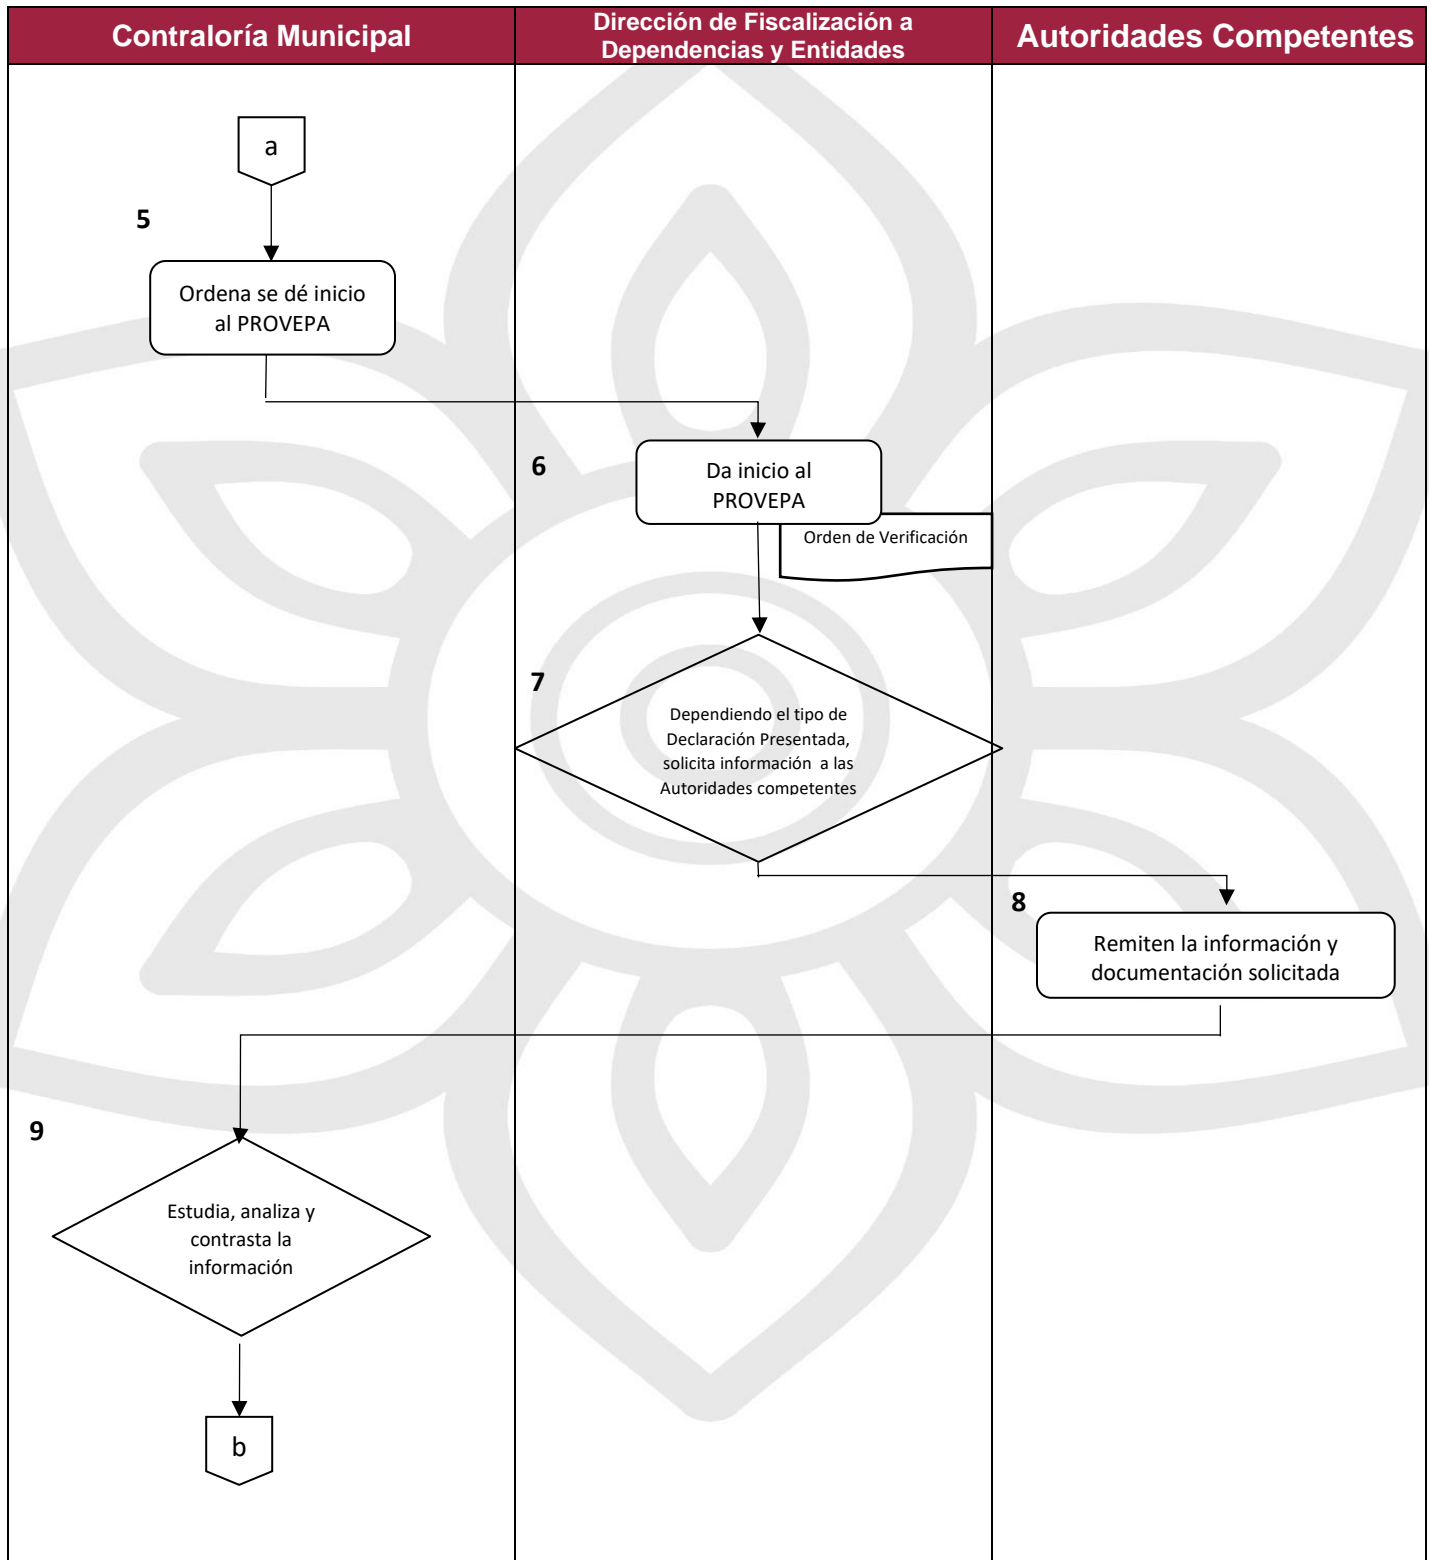 Contraloría Municipal
Dirección de Fiscalización a
Dependencias y Entidades
Autoridades Competentes
a
5
Ordena se dé inicio
al PROVEPA
6
Da inicio al
PROVEPA
Orden de Verificación
7
Dependiendo el tipo de
Declaración Presentada,
solicita información  a las
Autoridades competentes
8
Remiten la información y
documentación solicitada
9
Estudia, analiza y
contrasta la
información
b